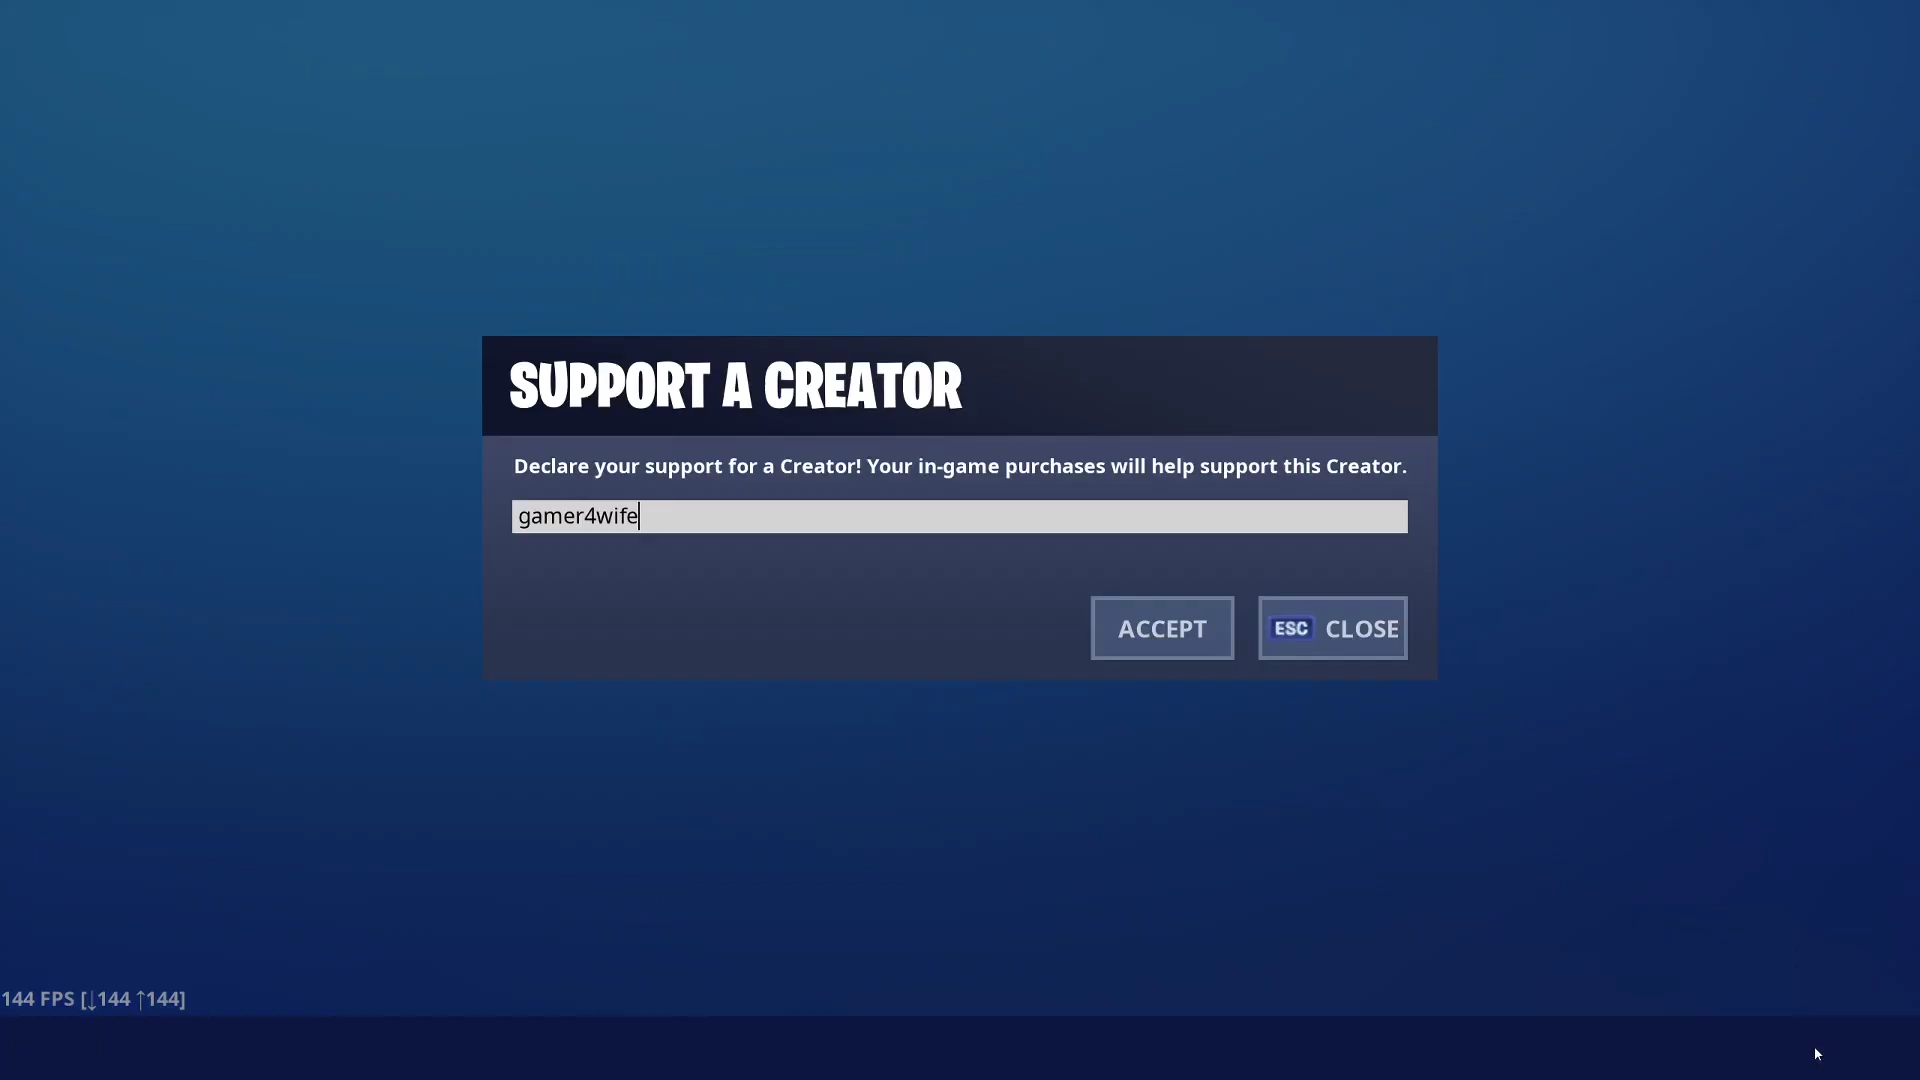 SUPPORT A CREATOR
Declare your support for a Creator! Your in-game purchases will help support this Creator.
gamer4wife
ACCEPT
ESC CLOSE
144 FPS [↓144 ↑144]